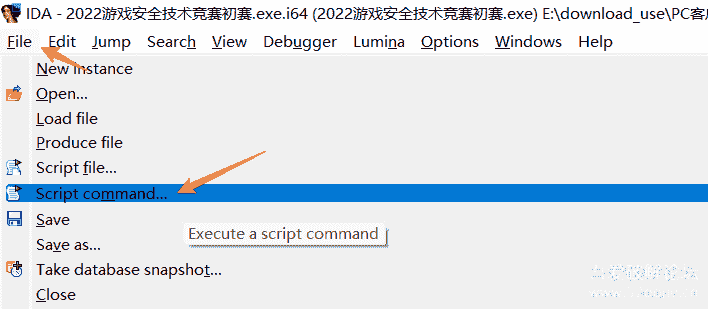 IDA - 2022游戏安全技术竞赛初赛.exe.i64 (2022游戏安全技术竞赛初赛.exe) E:\download_use\PC客
File Edit Jump Search View Debugger Lumina Options Windows Help
New instance
Open...
Load file
Produce file
Script file...
Script command...
Save
Execute a script command
Save as...
Take database snapshot...
Close